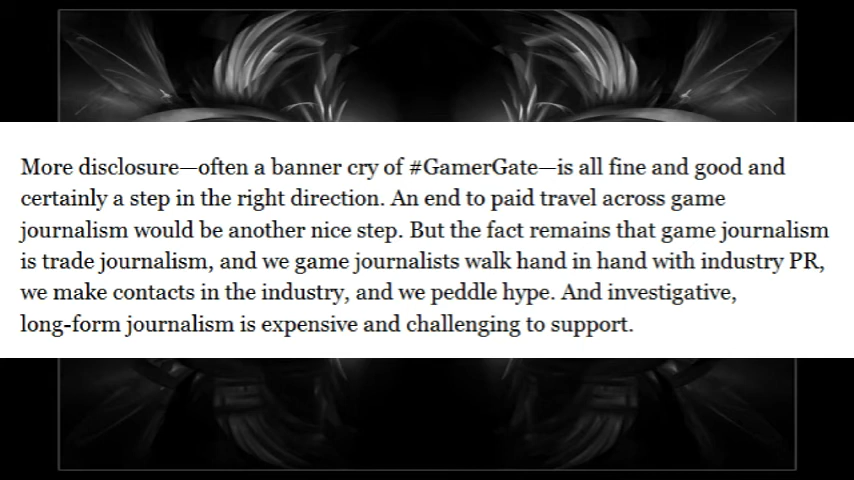 More disclosure—often a banner cry of #GamerGate—is all fine and good and
certainly a step in the right direction. An end to paid travel across game
journalism would be another nice step. But the fact remains that game journalism
is trade journalism, and we game journalists walk hand in hand with industry PR,
we make contacts in the industry, and we peddle hype. And investigative,
long-form journalism is expensive and challenging to support.